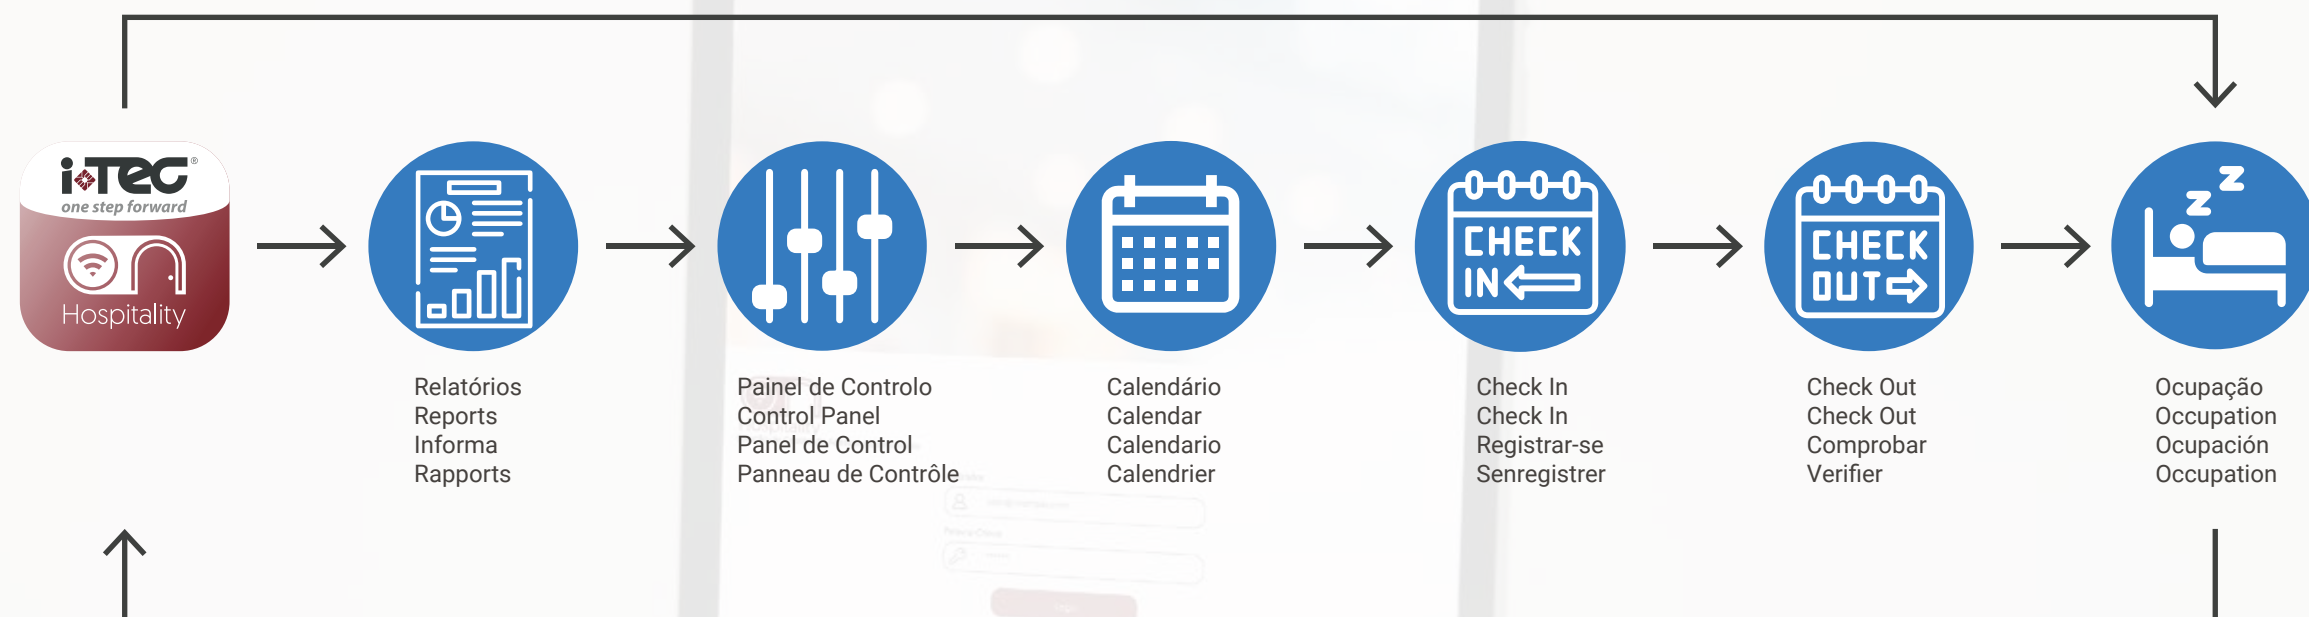 i·TEC®
one step forward
Hospitality
CHECK
IN
CHECK
OUT
Z
Z
Relatórios
Reports
Informa
Rapports
Painel de Controlo
Control Panel
Panel de Control
Panneau de Contrôle
Calendário
Calendar
Calendario
Calendrier
Check In
Check In
Registrar-se
Senregistrer
Check Out
Check Out
Comprobar
Verifier
Ocupação
Occupation
Ocupación
Occupation